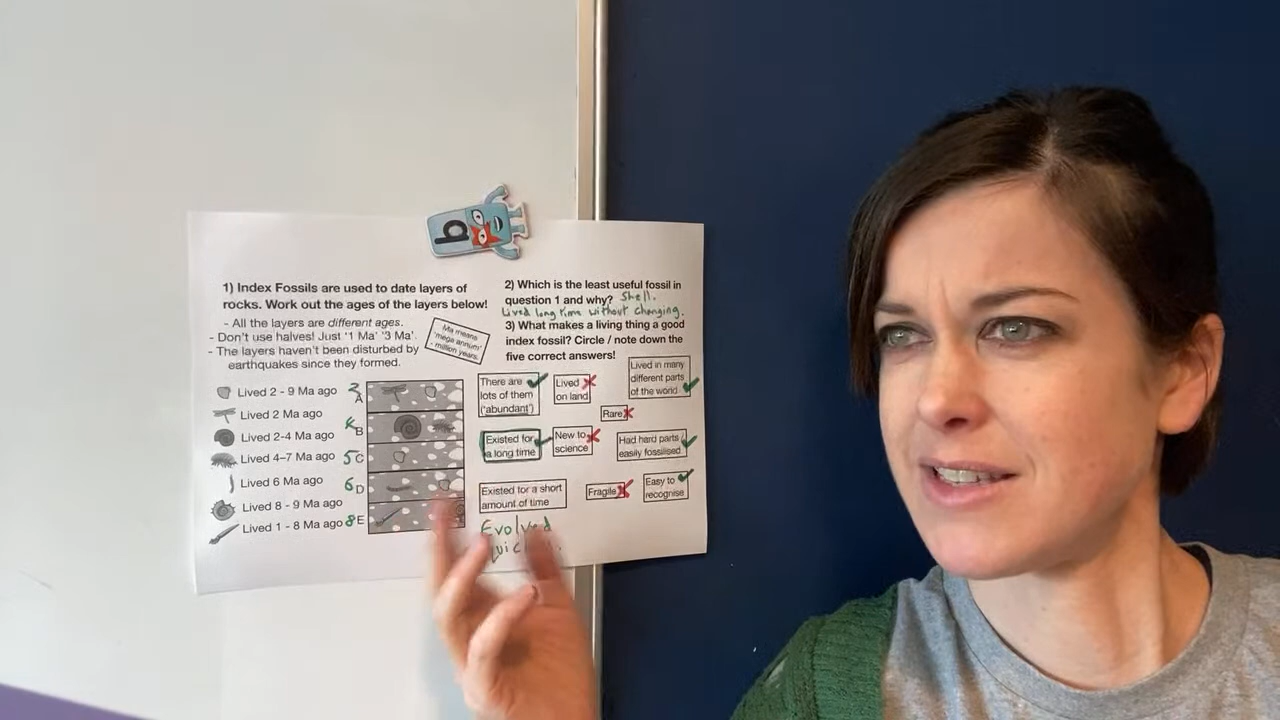 b
1) Index Fossils are used to date layers of
rocks. Work out the ages of the layers below!
- All the layers are different ages.
- Don't use halves! Just '1 Ma' '3 Ma'.
- The layers haven't been disturbed by
earthquakes since they formed.
Ma means
'mega annum'
- million years.
Lived 2 - 9 Ma ago
Lived 2 Ma ago
Lived 2-4 Ma ago
Lived 4-7 Ma ago
Lived 6 Ma ago
Lived 8 - 9 Ma ago
Lived 1 - 8 Ma ago
2 A
4 B
5 C
6 D
8 E
2) Which is the least useful fossil in
question 1 and why? Shell.
Lived long time without changing.
3) What makes a living thing a good
index fossil? Circle / note down the
five correct answers!
There are
lots of them
('abundant')
Lived
on land
Lived in many
different parts
of the world
Rare
Existed for
a long time
New to
science
Had hard parts
easily fossilised
Existed for a short
amount of time
Fragile
Easy to
recognise
Evolved